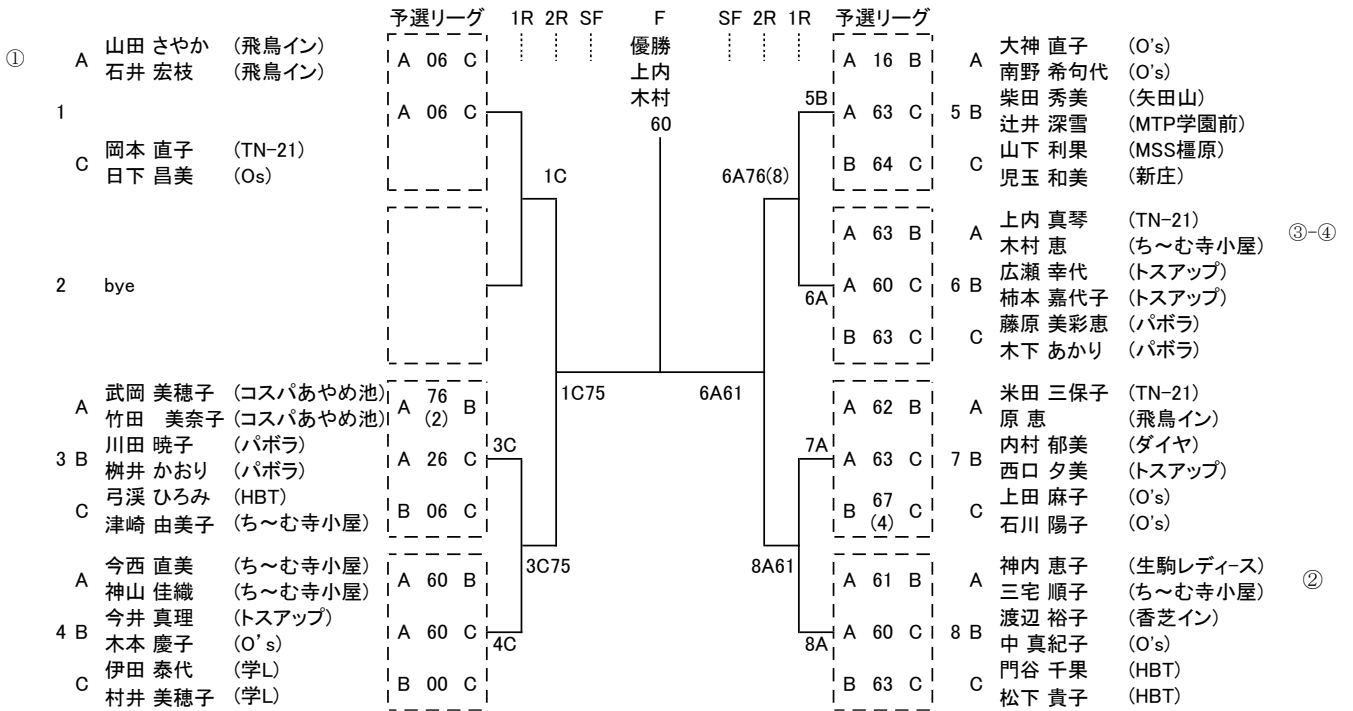 予選リーグ 1R 2R SF F SF 2R 1R 予選リーグ
優勝
上内
木村
60
① A 山田 さやか (飛鳥イン)
石井 宏枝 (飛鳥イン)
1
C 岡本 直子 (TN-21)
日下 昌美 (Os)
A 06 C
A 06 C
2 bye
1C
A 武岡 美穂子 (コスパあやめ池)
竹田 美奈子 (コスパあやめ池)
3 B 川田 暁子 (パボラ)
桝井 かおり (パボラ)
C 弓渓 ひろみ (HBT)
津崎 由美子 (ち～む寺小屋)
A 76(2) B
A 26 C
B 06 C
3C
1C75
A 今西 直美 (ち～む寺小屋)
神山 佳織 (ち～む寺小屋)
4 B 今井 真理 (トスアップ)
木本 慶子 (O's)
C 伊田 泰代 (学L)
村井 美穂子 (学L)
A 60 B
A 60 C
B 00 C
3C75
4C
A 16 B
A 63 C
B 64 C
5B
A 大神 直子 (O's)
南野 希句代 (O's)
5 B 柴田 秀美 (矢田山)
辻井 深雪 (MTP学園前)
C 山下 利果 (MSS橿原)
児玉 和美 (新庄)
6A76(8)
A 63 B
A 60 C
B 63 C
6A
A 上内 真琴 (TN-21)
木村 恵 (ち～む寺小屋)
③-④
6 B 広瀬 幸代 (トスアップ)
柿本 嘉代子 (トスアップ)
C 藤原 美彩恵 (パボラ)
木下 あかり (パボラ)
6A61
A 62 B
A 63 C
B 67(4) C
7A
A 米田 三保子 (TN-21)
原 恵 (飛鳥イン)
7 B 内村 郁美 (ダイヤ)
西口 夕美 (トスアップ)
C 上田 麻子 (O's)
石川 陽子 (O's)
8A61
A 61 B
A 60 C
B 63 C
8A
A 神内 恵子 (生駒レディース)
三宅 順子 (ち～む寺小屋)
②
8 B 渡辺 裕子 (香芝イン)
中 真紀子 (O's)
C 門谷 千果 (HBT)
松下 貴子 (HBT)